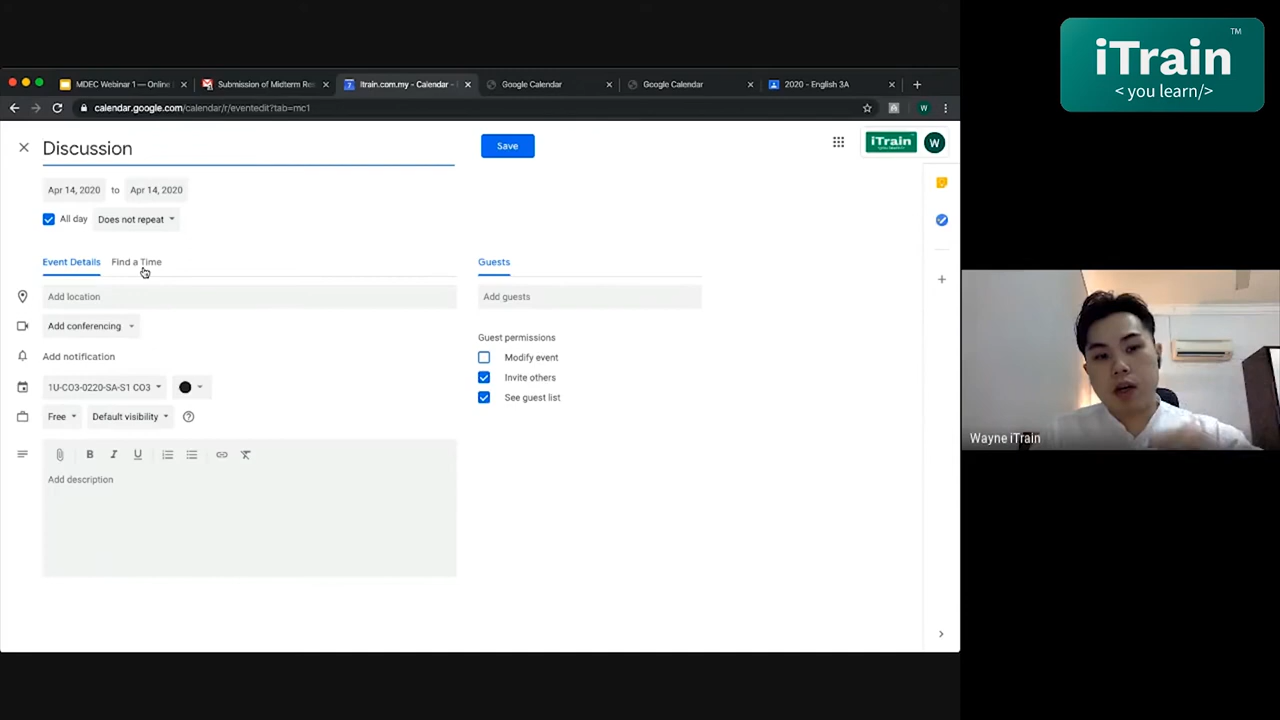 iTrain TM
< you learn/>
MDEC Webinar 1 — Online
Submission of Midterm Re
itrain.com.my - Calendar -
Google Calendar
Google Calendar
2020 - English 3A
calendar.google.com/calendar/r/eventedit?tab=mc1
W
Discussion
Save
iTrain
W
Apr 14, 2020 to Apr 14, 2020
All day
Does not repeat
Event Details
Find a Time
Guests
Add location
Add guests
Add conferencing
Guest permissions
Add notification
Modify event
1U-CO3-0220-SA-S1 CO3
Invite others
Free
Default visibility
See guest list
B I U
Add description
Wayne iTrain